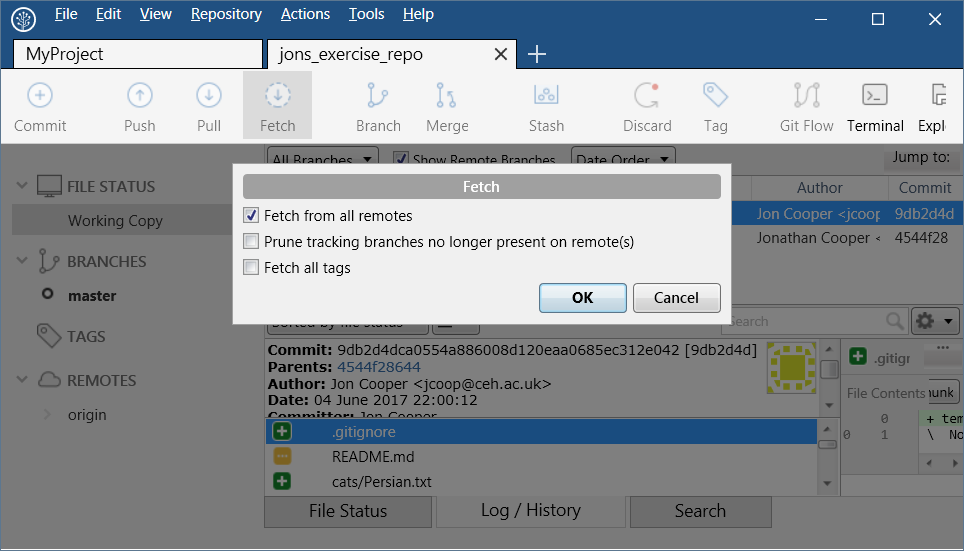 File Edit View Repository Actions Tools Help
MyProject jons_exercise_repo
Commit Push Pull Fetch Branch Merge Stash Discard Tag Git Flow Terminal Expl
All Branches Show Remote Branches Date Order Jump to:
FILE STATUS
Working Copy
BRANCHES
master
TAGS
REMOTES
origin
Fetch
Fetch from all remotes
Prune tracking branches no longer present on remote(s)
Fetch all tags
OK Cancel
Author Commit
Jon Cooper <jcoop 9db2d4d
Jonathan Cooper < 4544f28
Sorted by file status Search
Commit: 9db2d4dca0554a886008d120eaa0685ec312e042 [9db2d4d]
Parents: 4544f28644
Author: Jon Cooper <jcoop@ceh.ac.uk>
Date: 04 June 2017 22:00:12
Committer: Jon Cooper
.gitignore
README.md
cats/Persian.txt
.gitigr
File Contents hunk
0 + tem
0 1 \ No
File Status Log / History Search